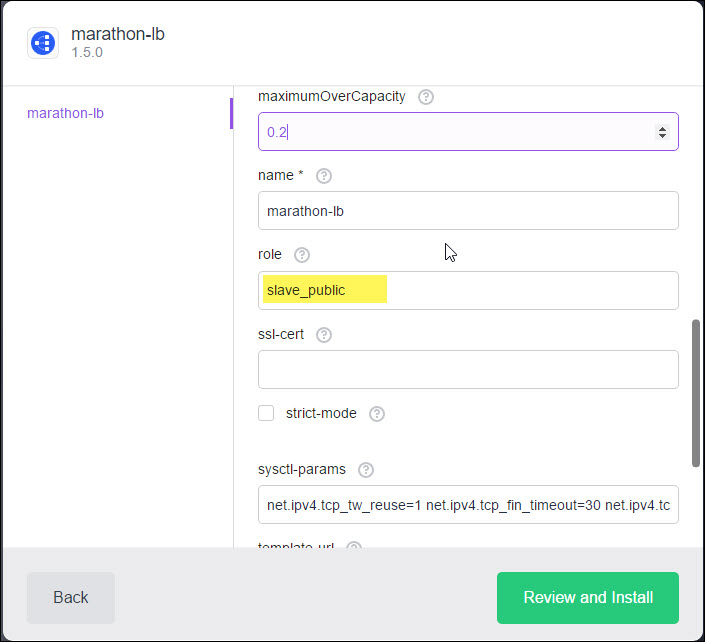 marathon-lb
1.5.0
marathon-lb
maximumOverCapacity ?
0.2
name * ?
marathon-lb
role ?
slave_public
ssl-cert ?
strict-mode ?
sysctl-params ?
net.ipv4.tcp_tw_reuse=1 net.ipv4.tcp_fin_timeout=30 net.ipv4.tc
template-url ?
Back
Review and Install